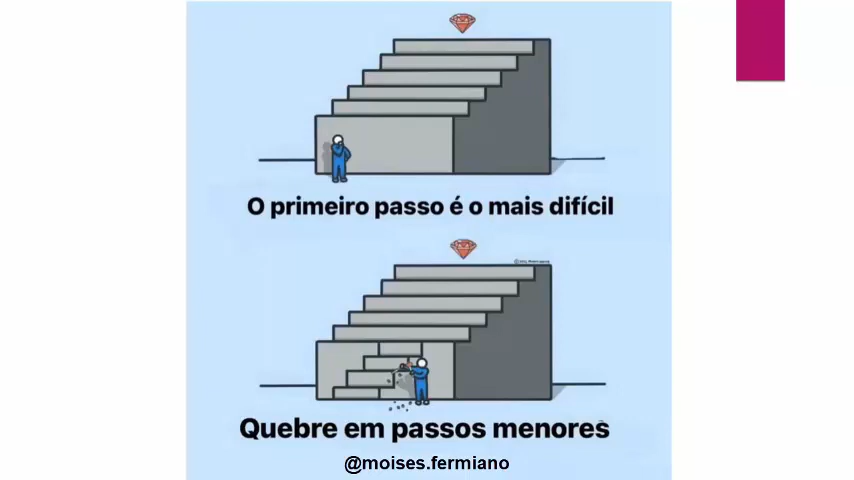 O primeiro passo é o mais difícil
Quebre em passos menores
@moises.fermiano